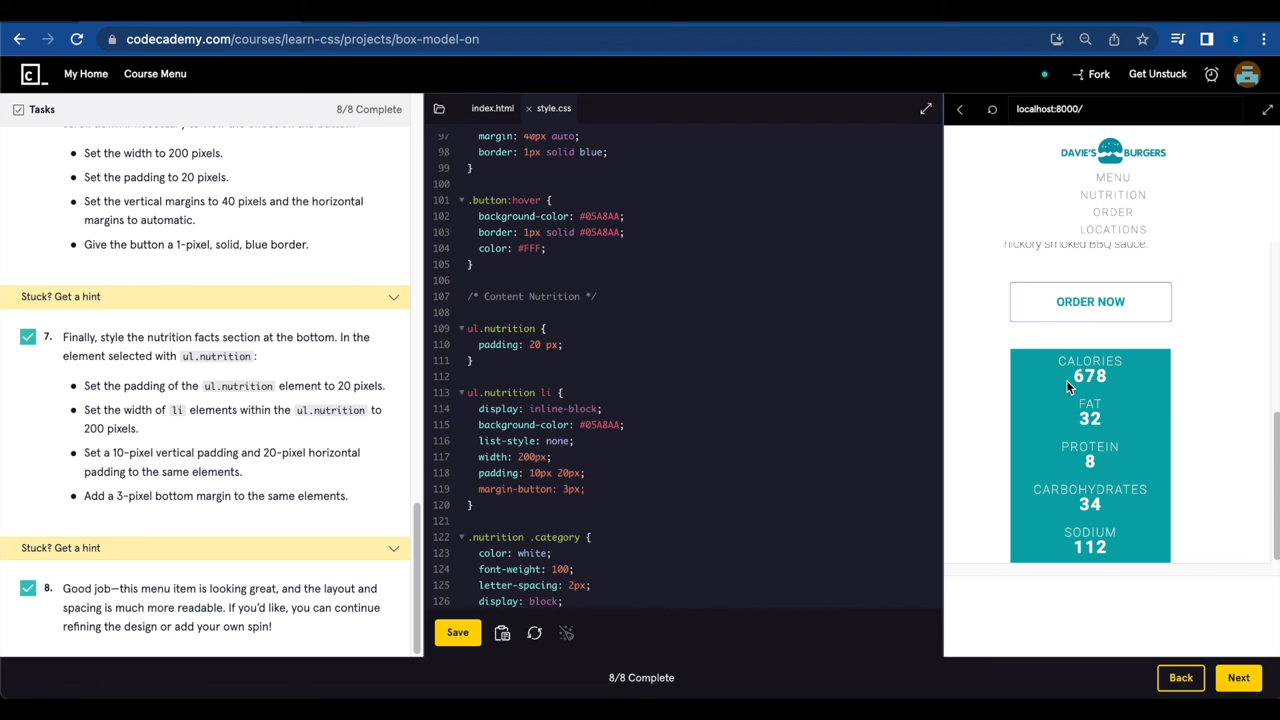 codecademy.com/courses/learn-css/projects/box-model-on
S
C_
My Home
Course Menu
Fork
Get Unstuck
Tasks
8/8 Complete
scroll down if necessary to view the effect on the button.
● Set the width to 200 pixels.
● Set the padding to 20 pixels.
● Set the vertical margins to 40 pixels and the horizontal
margins to automatic.
● Give the button a 1-pixel, solid, blue border.
Stuck? Get a hint
7. Finally, style the nutrition facts section at the bottom. In the
element selected with ul.nutrition :
● Set the padding of the ul.nutrition element to 20 pixels.
● Set the width of li elements within the ul.nutrition to
200 pixels.
● Set a 10-pixel vertical padding and 20-pixel horizontal
padding to the same elements.
● Add a 3-pixel bottom margin to the same elements.
Stuck? Get a hint
8. Good job—this menu item is looking great, and the layout and
spacing is much more readable. If you'd like, you can continue
refining the design or add your own spin!
index.html
× style.css
97 margin: 40px auto;
98 border: 1px solid blue;
99 }
100
101 .button:hover {
102 background-color: #05A8AA;
103 border: 1px solid #05A8AA;
104 color: #FFF;
105 }
106
107 /* Content Nutrition */
108
109 ul.nutrition {
110 padding: 20 px;
111 }
112
113 ul.nutrition li {
114 display: inline-block;
115 background-color: #05A8AA;
116 list-style: none;
117 width: 200px;
118 padding: 10px 20px;
119 margin-button: 3px;
120 }
121
122 .nutrition .category {
123 color: white;
124 font-weight: 100;
125 letter-spacing: 2px;
126 display: block;
Save
localhost:8000/
DAVIE'S BURGERS
MENU
NUTRITION
ORDER
LOCATIONS
hickory smoked BBQ sauce.
ORDER NOW
CALORIES
678
FAT
32
PROTEIN
8
CARBOHYDRATES
34
SODIUM
112
8/8 Complete
Back
Next